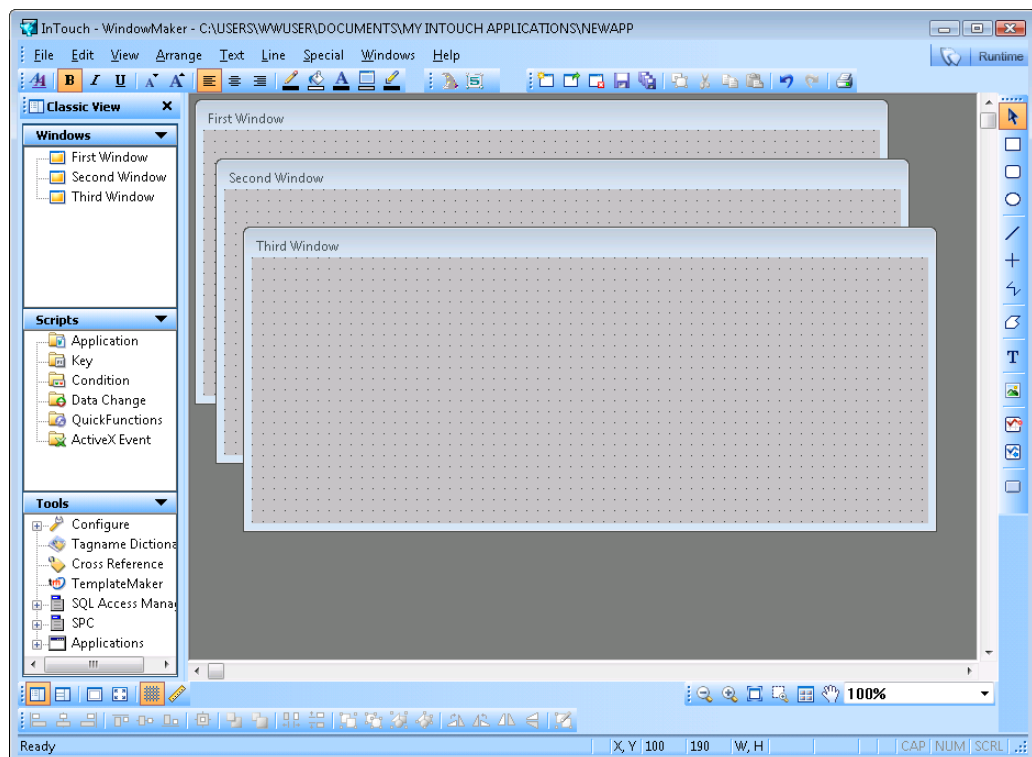 InTouch - WindowMaker - C:\USERS\WWUSER\DOCUMENTS\MY INTOUCH APPLICATIONS\NEWAPP
File Edit View Arrange Text Line Special Windows Help Runtime
A B I U A A A
Classic View
Windows
First Window
Second Window
Third Window
Scripts
Application
Key
Condition
Data Change
QuickFunctions
ActiveX Event
Tools
Configure
Tagname Dictiona
Cross Reference
TemplateMaker
SQL Access Mana
SPC
Applications
First Window
Second Window
Third Window
T
100%
Ready X, Y 100 190 W, H CAP NUM SCRL